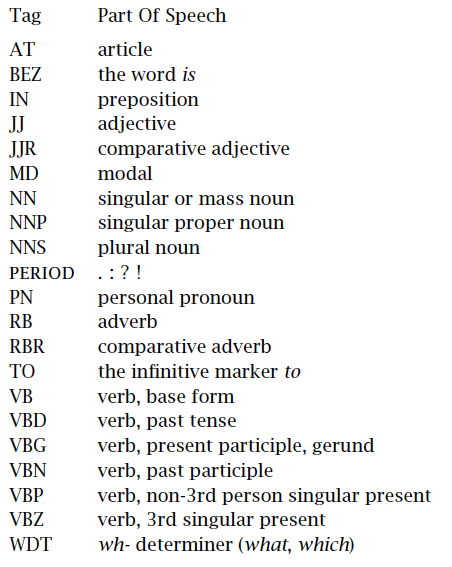 Tag Part Of Speech
AT article
BEZ the word is
IN preposition
JJ adjective
JJR comparative adjective
MD modal
NN singular or mass noun
NNP singular proper noun
NNS plural noun
PERIOD . : ? !
PN personal pronoun
RB adverb
RBR comparative adverb
TO the infinitive marker to
VB verb, base form
VBD verb, past tense
VBG verb, present participle, gerund
VBN verb, past participle
VBP verb, non-3rd person singular present
VBZ verb, 3rd singular present
WDT wh- determiner (what, which)